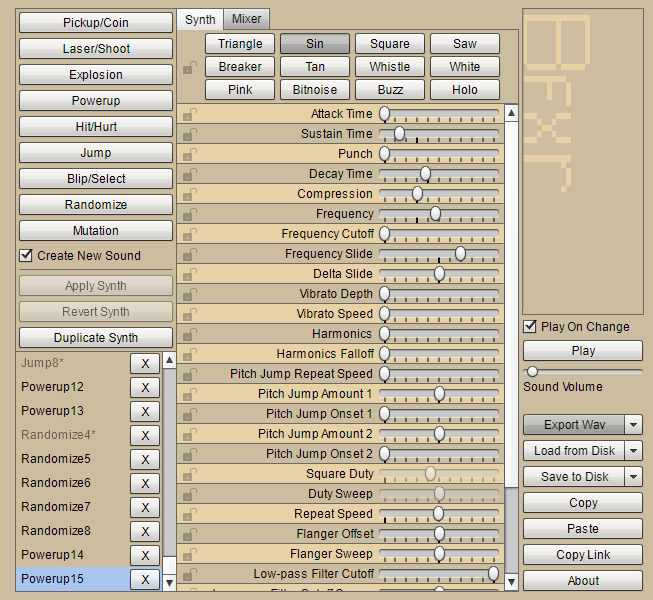 Pickup/Coin
Laser/Shoot
Explosion
Powerup
Hit/Hurt
Jump
Blip/Select
Randomize
Mutation
Create New Sound
Apply Synth
Revert Synth
Duplicate Synth
Jump8* X
Powerup12 X
Powerup13 X
Randomize4* X
Randomize5 X
Randomize6 X
Randomize7 X
Randomize8 X
Powerup14 X
Powerup15 X
Synth Mixer
Triangle Sin Square Saw
Breaker Tan Whistle White
Pink Bitnoise Buzz Holo
Attack Time
Sustain Time
Punch
Decay Time
Compression
Frequency
Frequency Cutoff
Frequency Slide
Delta Slide
Vibrato Depth
Vibrato Speed
Harmonics
Harmonics Falloff
Pitch Jump Repeat Speed
Pitch Jump Amount 1
Pitch Jump Onset 1
Pitch Jump Amount 2
Pitch Jump Onset 2
Square Duty
Duty Sweep
Repeat Speed
Flanger Offset
Flanger Sweep
Low-pass Filter Cutoff
Play On Change
Play
Sound Volume
Export Wav
Load from Disk
Save to Disk
Copy
Paste
Copy Link
About